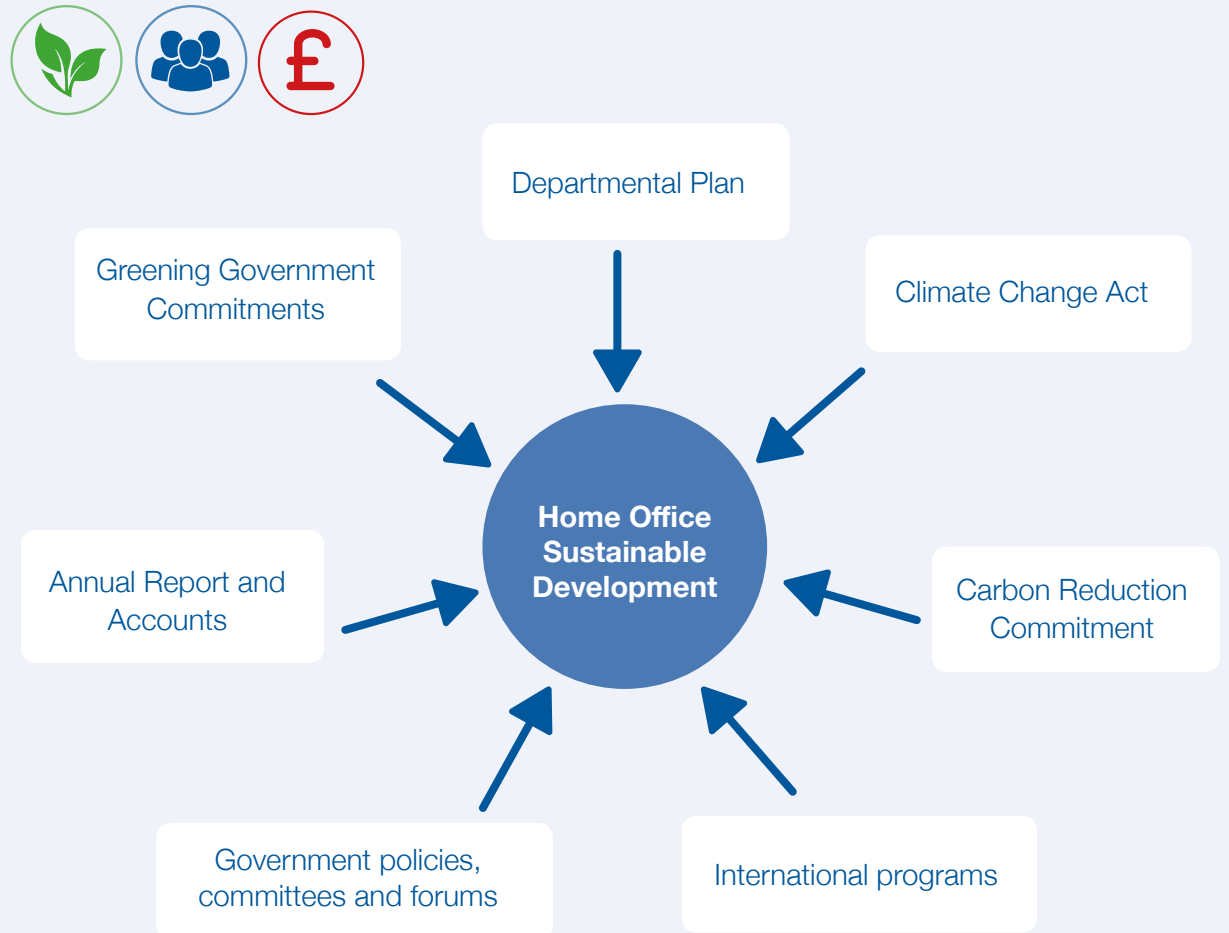 £
Departmental Plan
Greening Government
Commitments
Climate Change Act
Home Office
Sustainable
Development
Annual Report and
Accounts
Carbon Reduction
Commitment
Government policies,
committees and forums
International programs